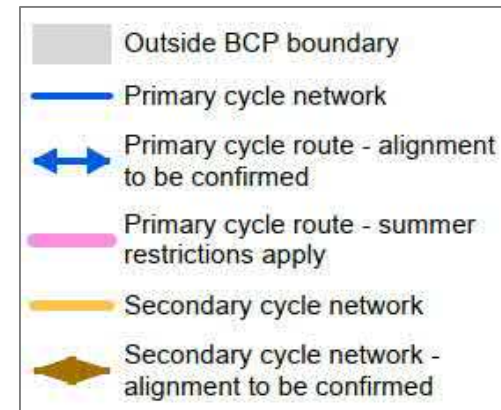 Outside BCP boundary
Primary cycle network
Primary cycle route - alignment
to be confirmed
Primary cycle route - summer
restrictions apply
Secondary cycle network
Secondary cycle network -
alignment to be confirmed